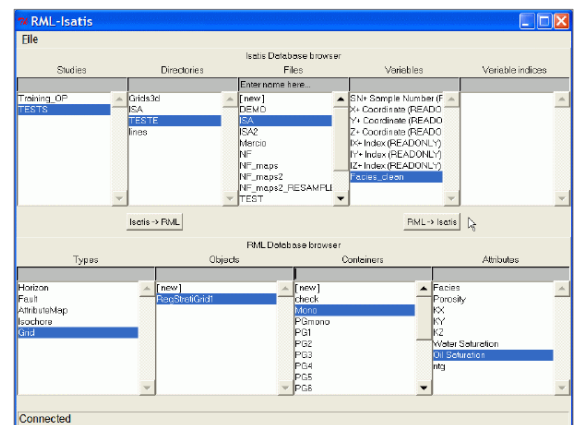 RML-Isatis
File
Isatis Database browser
Studies Directories Files Variables Variable indices
Enter name here...
Training_OP
TESTS
Grids3d
ISA
TESTE
lines
[new]
DEMO
ISA
ISA2
Marcio
NF
NF_maps
NF_maps2
NF_maps2_RESAMPLI
TEST
SN+ Sample Number (F
X+ Coordinate (READO
Y+ Coordinate (READO
Z+ Coordinate (READO
IX+ Index (READONLY)
IY+ Index (READONLY)
IZ+ Index (READONLY)
Facies_clean
Isatis -> RML
RML -> Isatis
RML Database browser
Types Objects Containers Attributes
Horizon
Fault
AttributeMap
Isochore
Grid
[new]
RegStratiGrid1
[new]
check
Mono
PGmono
PG1
PG2
PG3
PG4
PG5
PG6
Facies
Porosity
KX
KY
KZ
Water Saturation
Oil Saturation
ntg
Connected